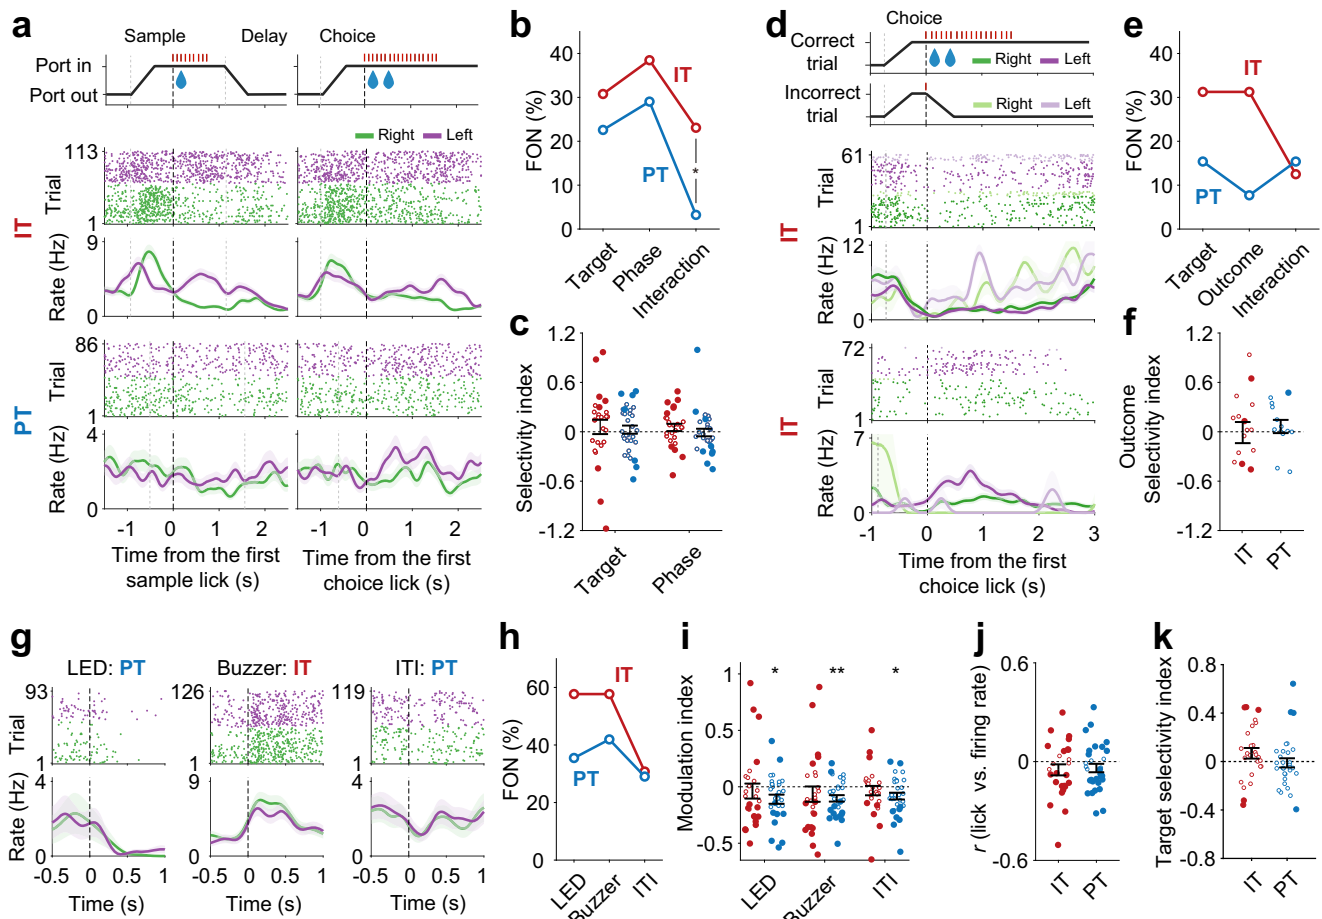 a
Sample
Delay
Choice
Port in
Port out
Right
Left
113
Trial
1
IT
9
Rate (Hz)
0
86
Trial
1
PT
4
Rate (Hz)
0
-1 0 1 2
-1 0 1 2
Time from the first
sample lick (s)
Time from the first
choice lick (s)
b
40
30
20
10
0
FON (%)
IT
PT
*
Target
Phase
Interaction
c
1.2
0.6
0
-0.6
-1.2
Selectivity index
Target
Phase
d
Choice
Correct
trial
Right
Left
Incorrect
trial
Right
Left
61
Trial
1
IT
12
Rate (Hz)
0
72
Trial
1
IT
7
Rate (Hz)
0
-1 0 1 2 3
Time from the first
choice lick (s)
e
40
30
20
10
0
FON (%)
IT
PT
Target
Outcome
Interaction
f
1.2
0.6
0
-0.6
-1.2
Outcome
Selectivity index
IT
PT
g
LED: PT
Buzzer: IT
ITI: PT
93
126
119
Trial
1
1
1
4
9
4
Rate (Hz)
0
0
0
-0.5 0 0.5 1
-0.5 0 0.5 1
-0.5 0 0.5 1
Time (s)
Time (s)
Time (s)
h
60
40
20
0
FON (%)
IT
PT
LED
Buzzer
ITI
i
1
0.5
0
-0.5
Modulation index
*
**
*
LED
Buzzer
ITI
j
0.6
0
-0.6
r (lick vs. firing rate)
IT
PT
k
0.8
0.4
0
-0.4
-0.8
Target selectivity index
IT
PT